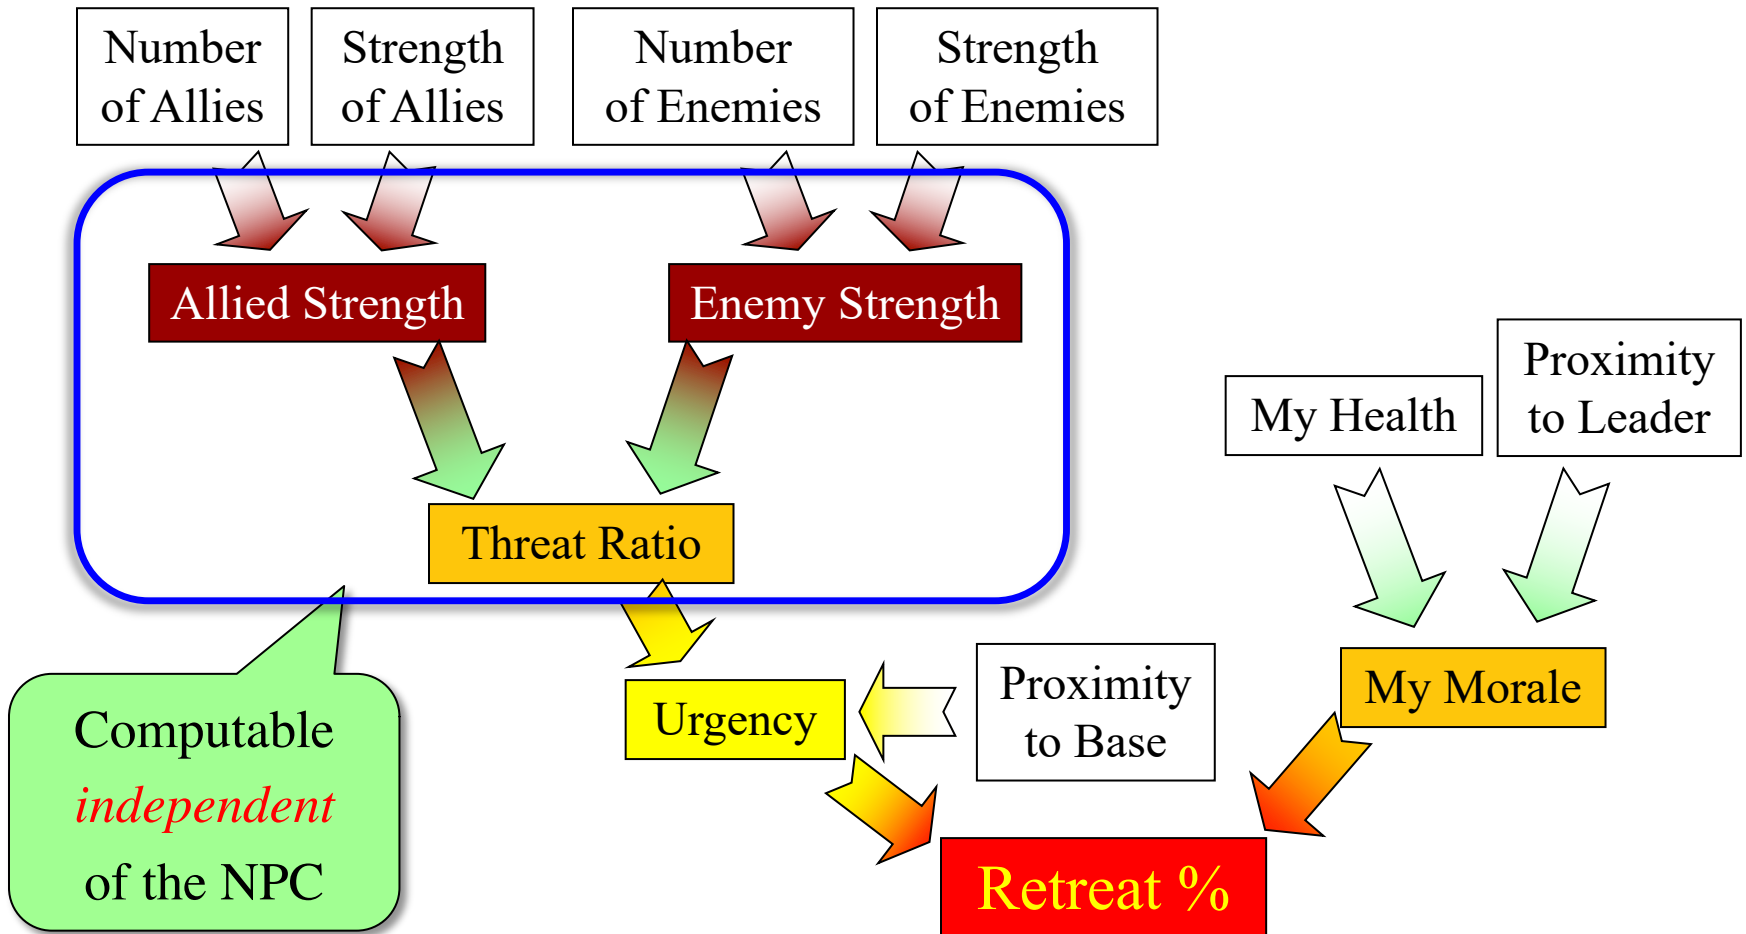 Number
of Allies
Strength
of Allies
Number
of Enemies
Strength
of Enemies
Allied Strength
Enemy Strength
My Health
Proximity
to Leader
Threat Ratio
Urgency
Proximity
to Base
My Morale
Computable
independent
of the NPC
Retreat %